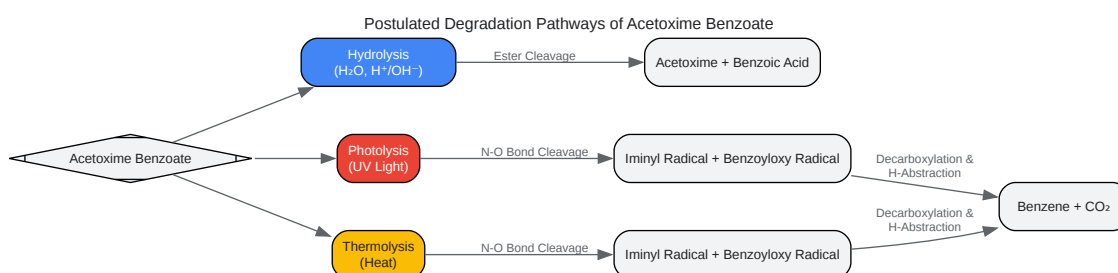 Postulated Degradation Pathways of Acetoxime Benzoate
Hydrolysis
(H₂O, H⁺/OH⁻)
Ester Cleavage
Acetoxime + Benzoic Acid
Acetoxime Benzoate
Photolysis
(UV Light)
N-O Bond Cleavage
Iminyl Radical + Benzoyloxy Radical
Decarboxylation &
H-Abstraction
Benzene + CO₂
Thermolysis
(Heat)
N-O Bond Cleavage
Iminyl Radical + Benzoyloxy Radical
Decarboxylation &
H-Abstraction